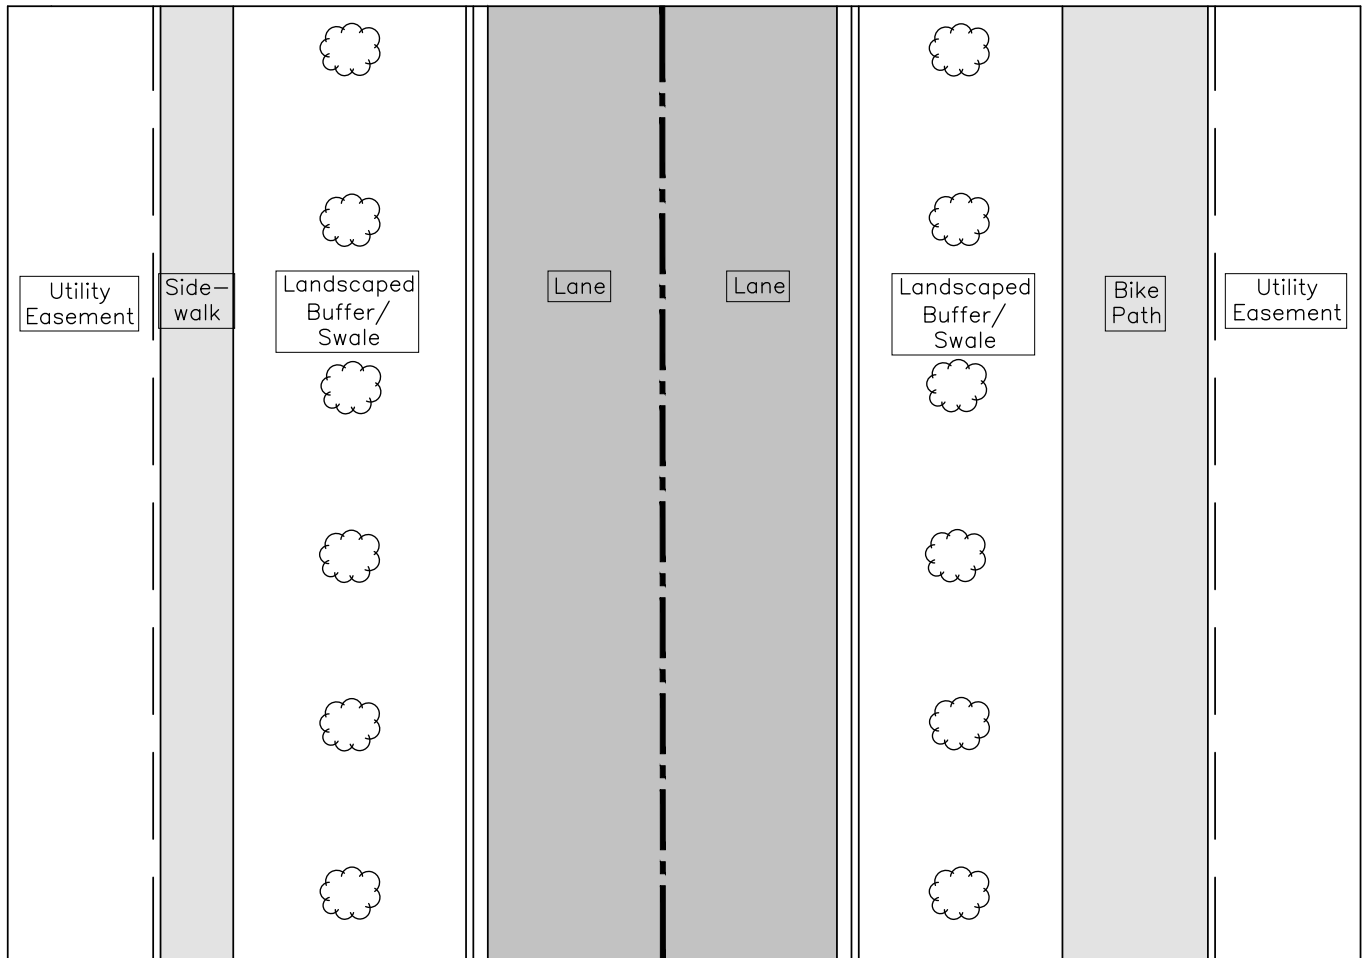 Utility
Easement
Side-
walk
Landscaped
Buffer/
Swale
Lane
Lane
Landscaped
Buffer/
Swale
Bike
Path
Utility
Easement